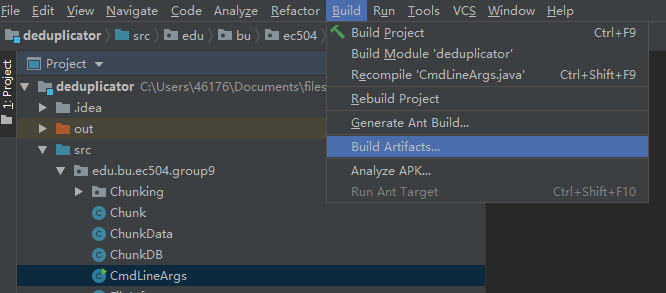 File Edit View Navigate Code Analyze Refactor Build Run Tools VCS Window Help
deduplicator src edu bu ec504
Build Project Ctrl+F9
Build Module 'deduplicator'
Recompile 'CmdLineArgs.java' Ctrl+Shift+F9
Rebuild Project
Generate Ant Build...
Build Artifacts...
Analyze APK...
Run Ant Target Ctrl+Shift+F10
1: Project
Project
deduplicator C:\Users\46176\Documents\files
.idea
out
src
edu.bu.ec504.group9
Chunking
Chunk
ChunkData
ChunkDB
CmdLineArgs